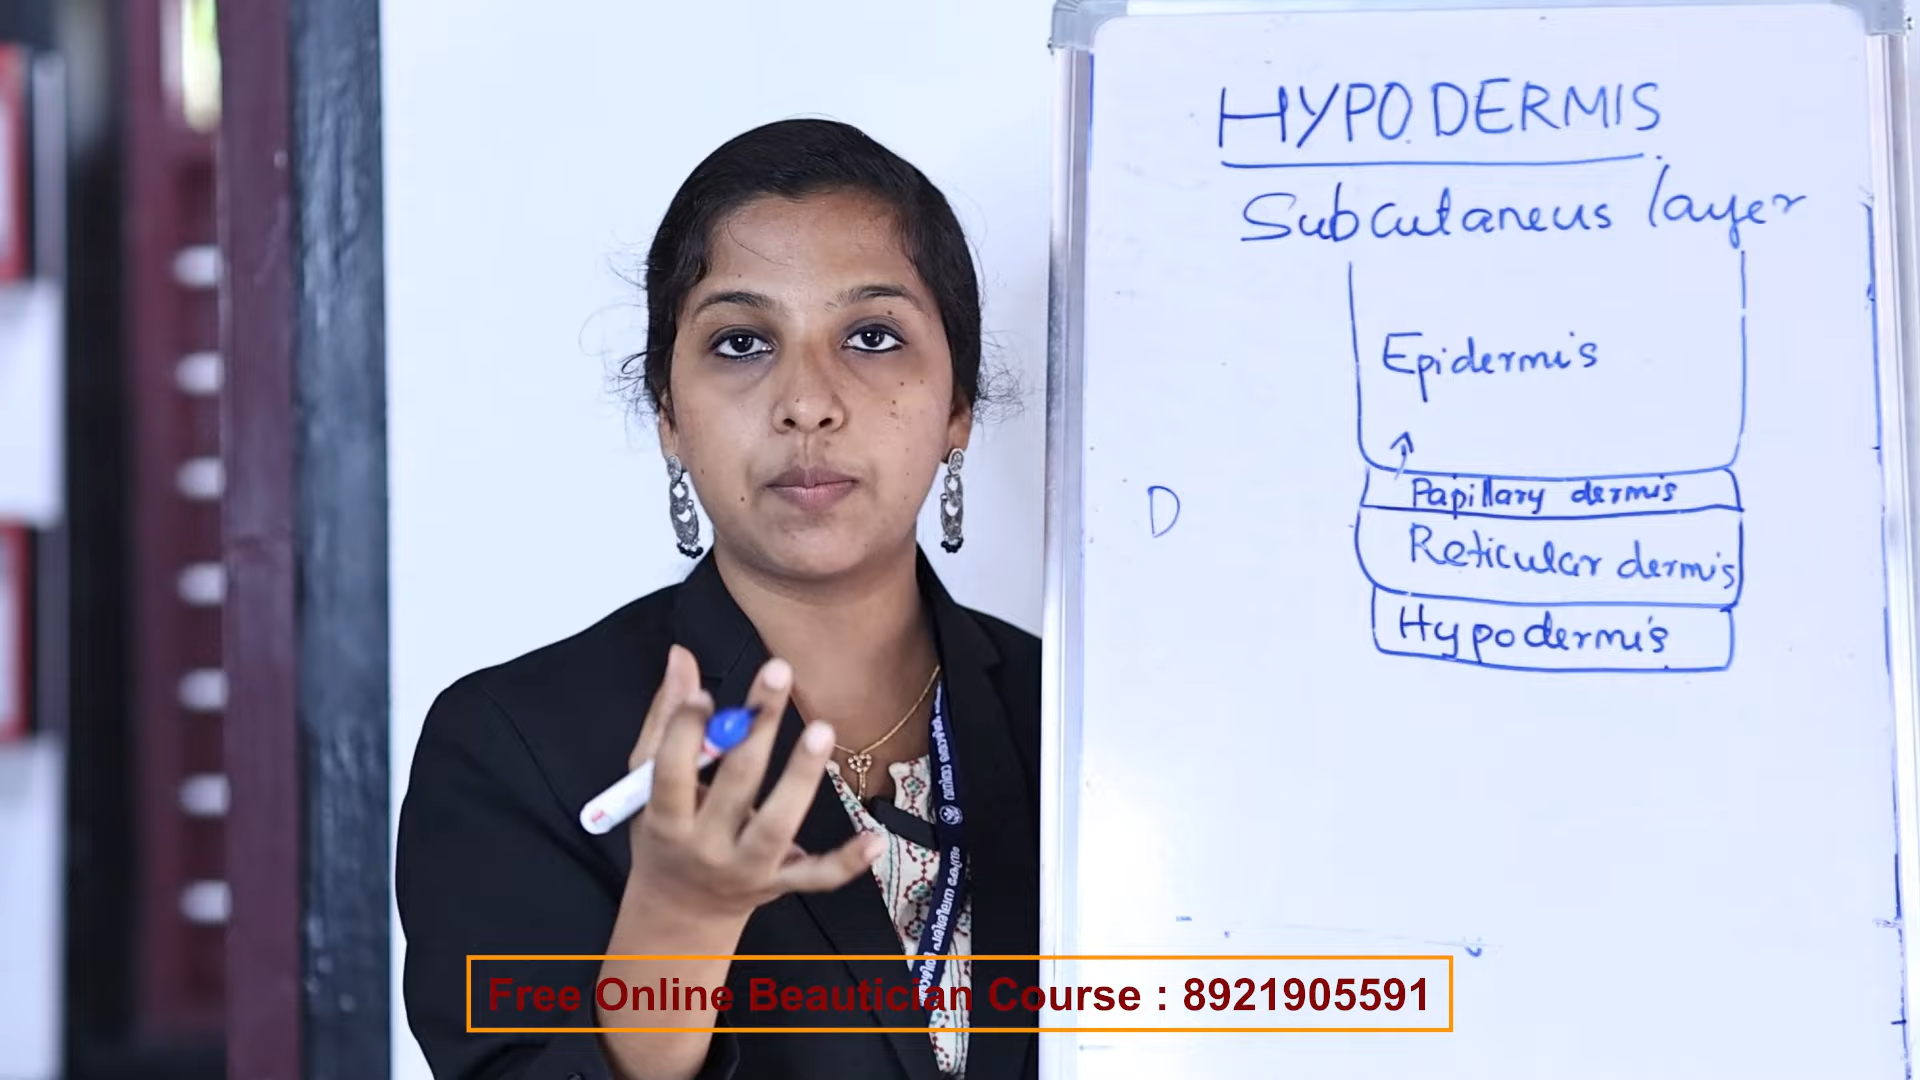 HYPODERMIS
Subcutaneus layer
Epidermis
Papillary dermis
D
Reticular dermis
Hypodermis
Free Online Beautician Course : 8921905591